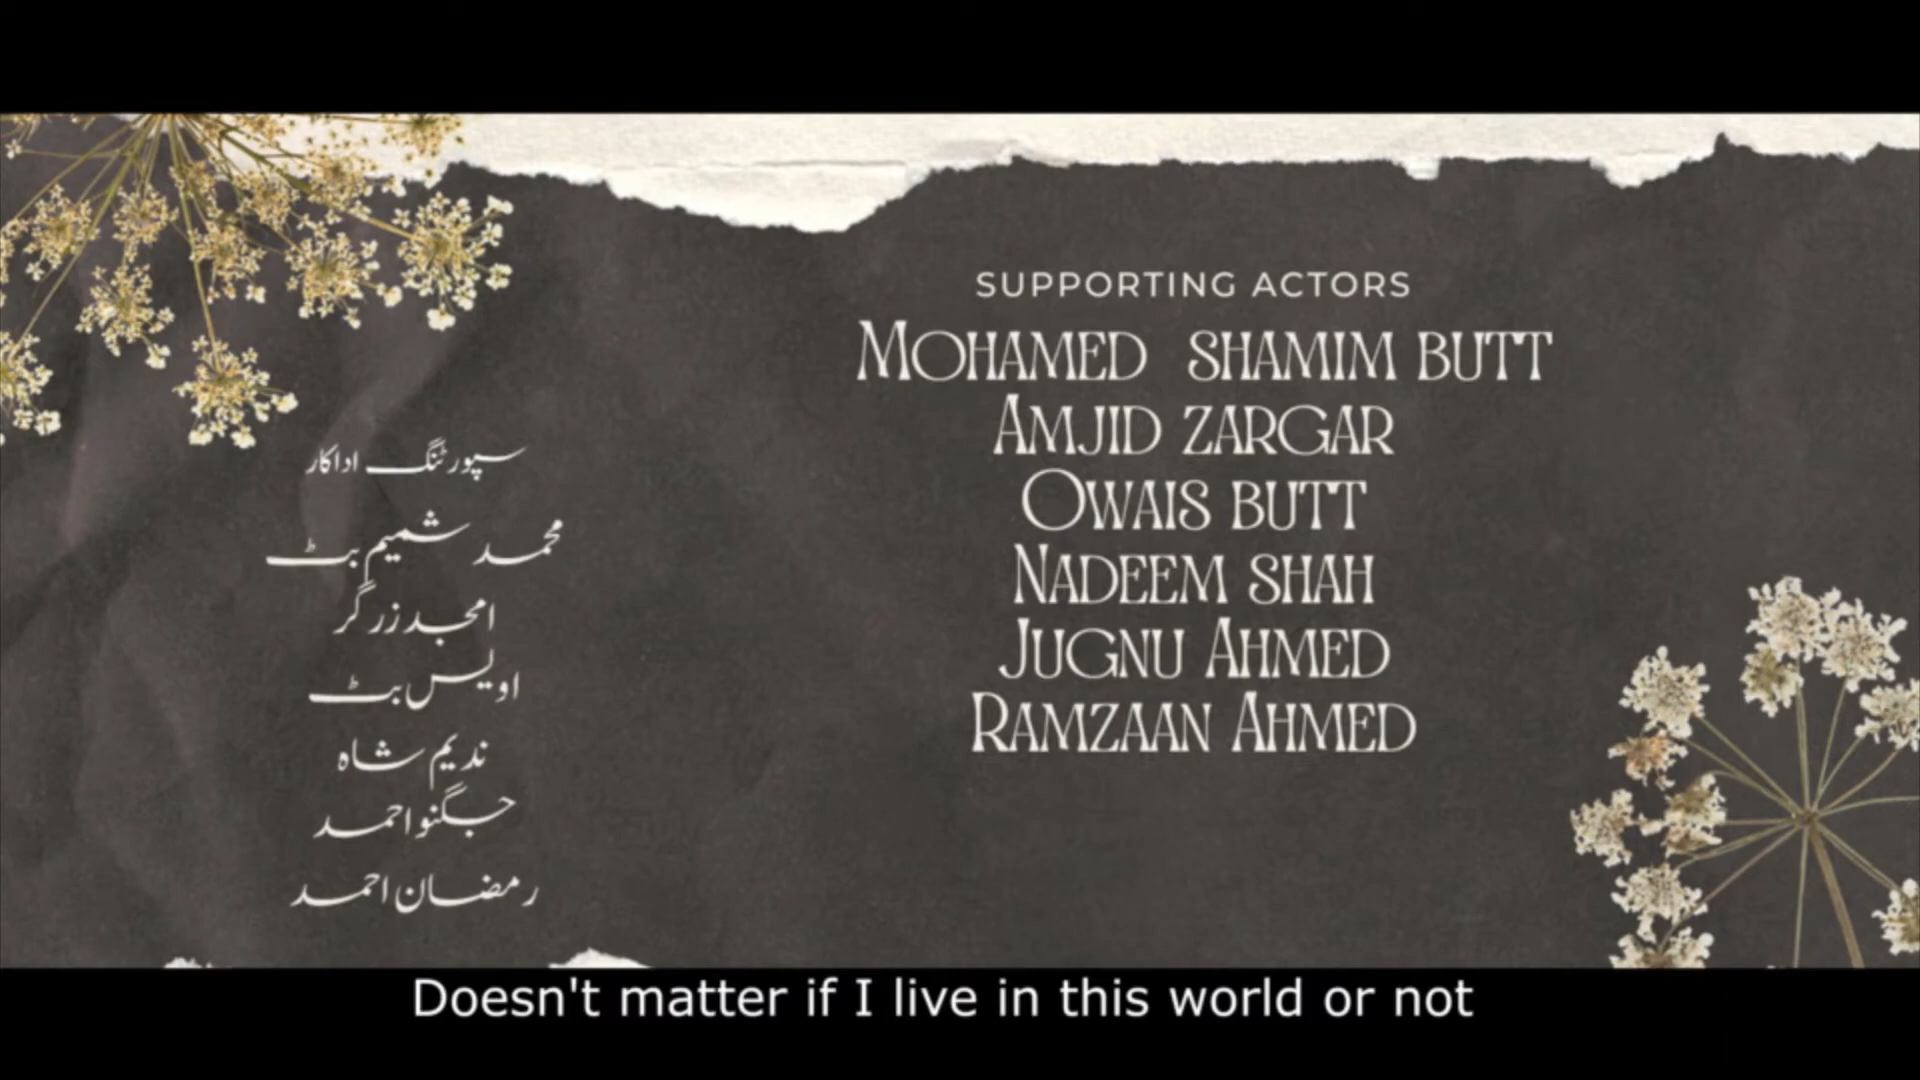 SUPPORTING ACTORS
MOHAMED SHAMIM BUTT
AMJID ZARGAR
OWAIS BUTT
NADEEM SHAH
JUGNU AHMED
RAMZAAN AHMED
سپورٹنگ اداکار
محمد شمیم بٹ
امجد زرگر
اویس بٹ
ندیم شاہ
جگنو احمد
رمضان احمد
Doesn't matter if I live in this world or not